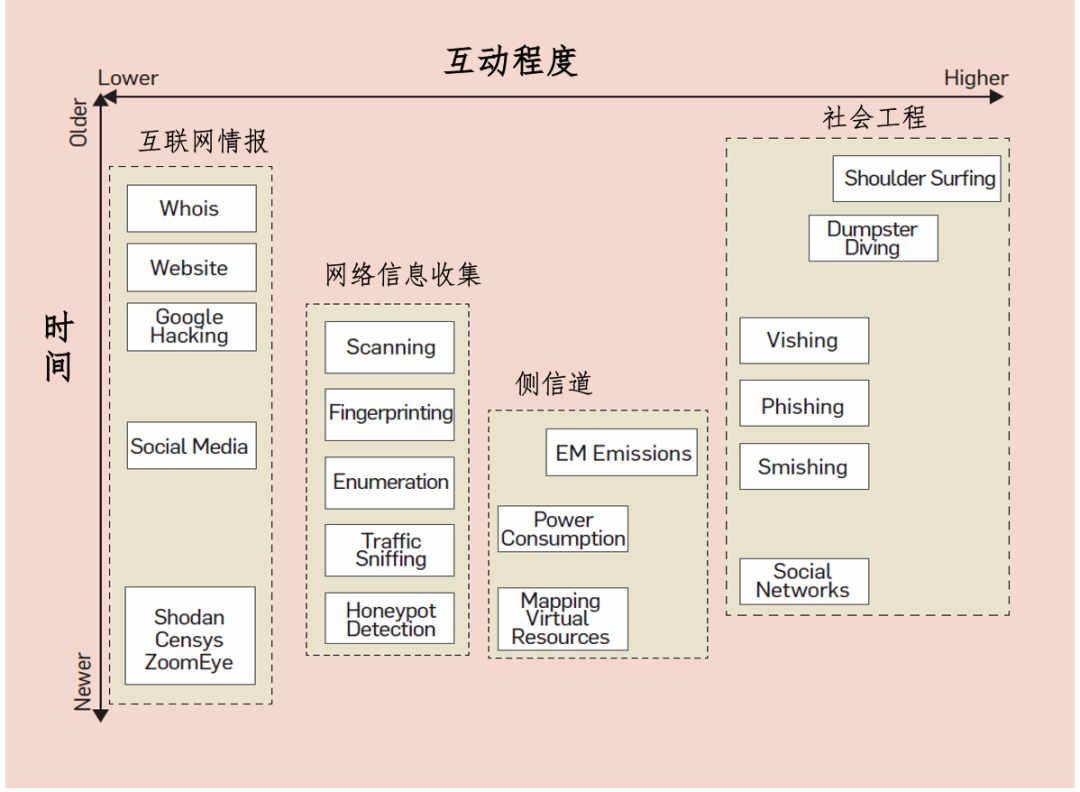 互动程度
Lower
Higher
Older
时
间
Newer
互联网情报
Whois
Website
Google
Hacking
Social Media
Shodan
Censys
ZoomEye
网络信息收集
Scanning
Fingerprinting
Enumeration
Traffic
Sniffing
Honeypot
Detection
侧信道
EM Emissions
Power
Consumption
Mapping
Virtual
Resources
社会工程
Shoulder Surfing
Dumpster
Diving
Vishing
Phishing
Smishing
Social
Networks